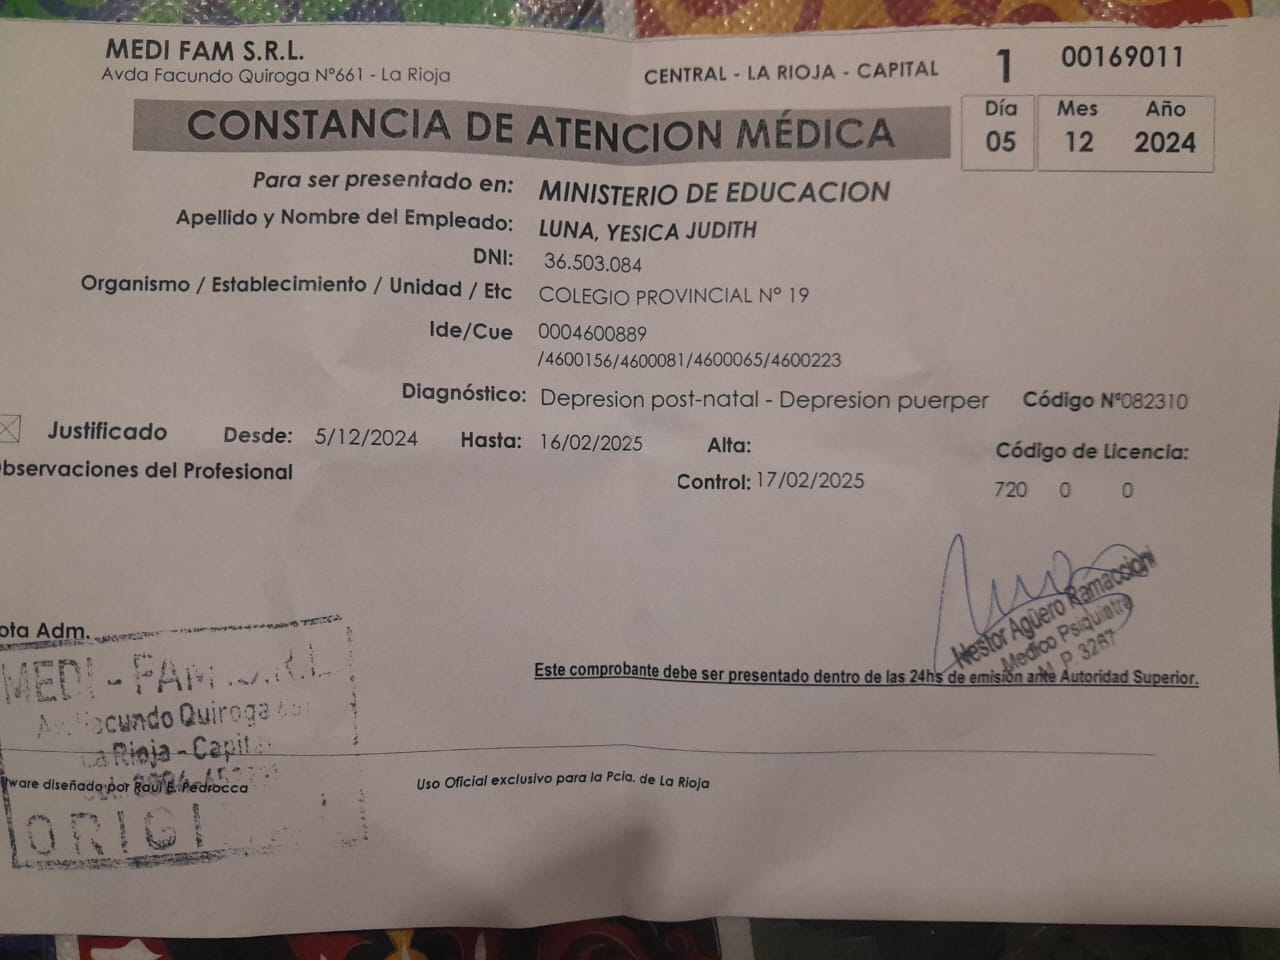 MEDI FAM S.R.L.
Avda Facundo Quiroga Nº661 - La Rioja
CENTRAL - LA RIOJA - CAPITAL
1
00169011
CONSTANCIA DE ATENCION MÉDICA
Día Mes Año
05 12 2024
Para ser presentado en: MINISTERIO DE EDUCACION
Apellido y Nombre del Empleado: LUNA, YESICA JUDITH
DNI: 36.503.084
Organismo / Establecimiento / Unidad / Etc COLEGIO PROVINCIAL Nº 19
Ide/Cue 0004600889
/4600156/4600081/4600065/4600223
Diagnóstico: Depresion post-natal - Depresion puerper Código Nº082310
Justificado Desde: 5/12/2024 Hasta: 16/02/2025 Alta:
Código de Licencia:
bservaciones del Profesional
Control: 17/02/2025
720 0 0
Nestor Agüero Ramaccioni
Medico Psiquiatra
M. P. 3267
ota Adm.
MEDI - FAM S.R.L
Facundo Quiroga
La Rioja - Capit
Este comprobante debe ser presentado dentro de las 24hs de emisión ante Autoridad Superior.
tware diseñado por Raúl E. Pedrocca
Uso Oficial exclusivo para la Pcia. de La Rioja
ORIGI